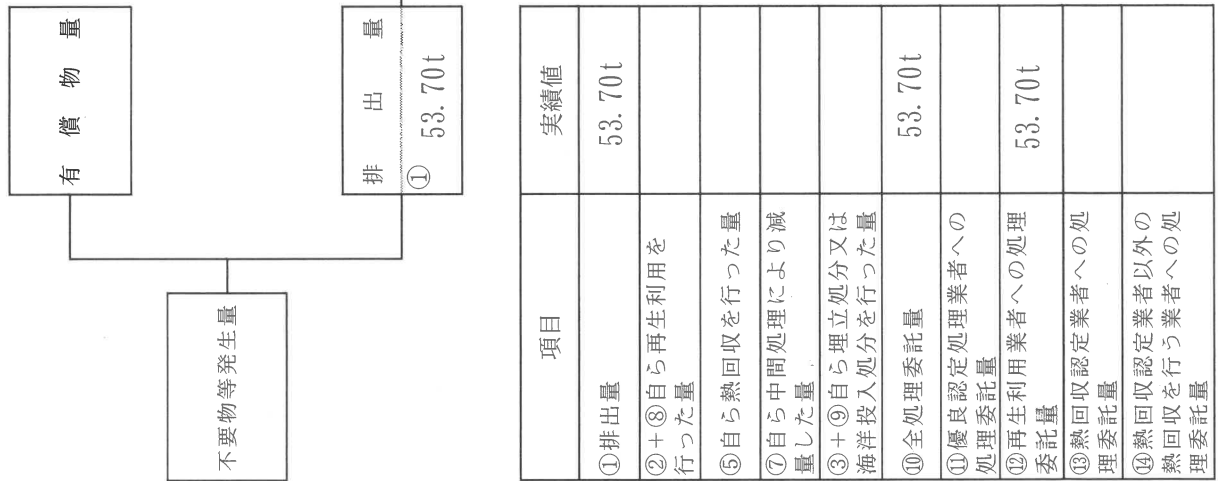 不要物等発生量
有償物量
排出量
① 53.70t
項目
実績値
①排出量
53.70t
②+⑧自ら再生利用を
行った量
⑤自ら熱回収を行った量
⑦自ら中間処理により減
量した量
③+⑨自ら埋立処分又は
海洋投入処分を行った量
⑩全処理委託量
53.70t
⑪優良認定処理業者への
処理委託量
⑫再生利用業者への処理
委託量
53.70t
⑬熱回収認定業者への処
理委託量
⑭熱回収認定業者以外の
熱回収を行う業者への処
理委託量